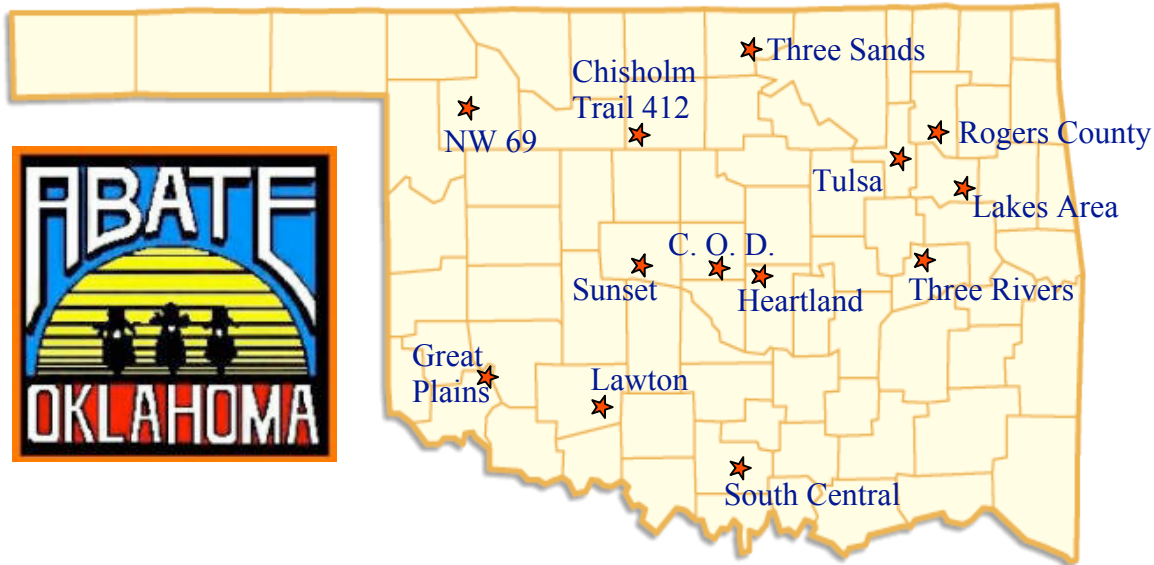 Three Sands
Chisholm
Trail 412
NW 69
Rogers County
Tulsa
Lakes Area
C. O. D.
Sunset
Heartland
Three Rivers
Great
Plains
Lawton
South Central
ABATE
OKLAHOMA